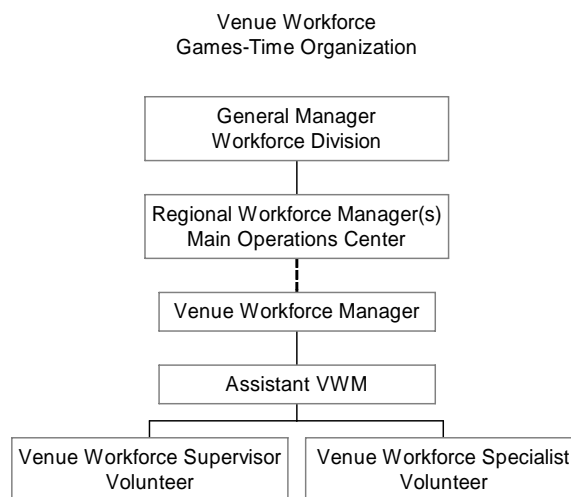 Venue Workforce
Games-Time Organization
General Manager
Workforce Division
Regional Workforce Manager(s)
Main Operations Center
Venue Workforce Manager
Assistant VWM
Venue Workforce Supervisor
Volunteer
Venue Workforce Specialist
Volunteer